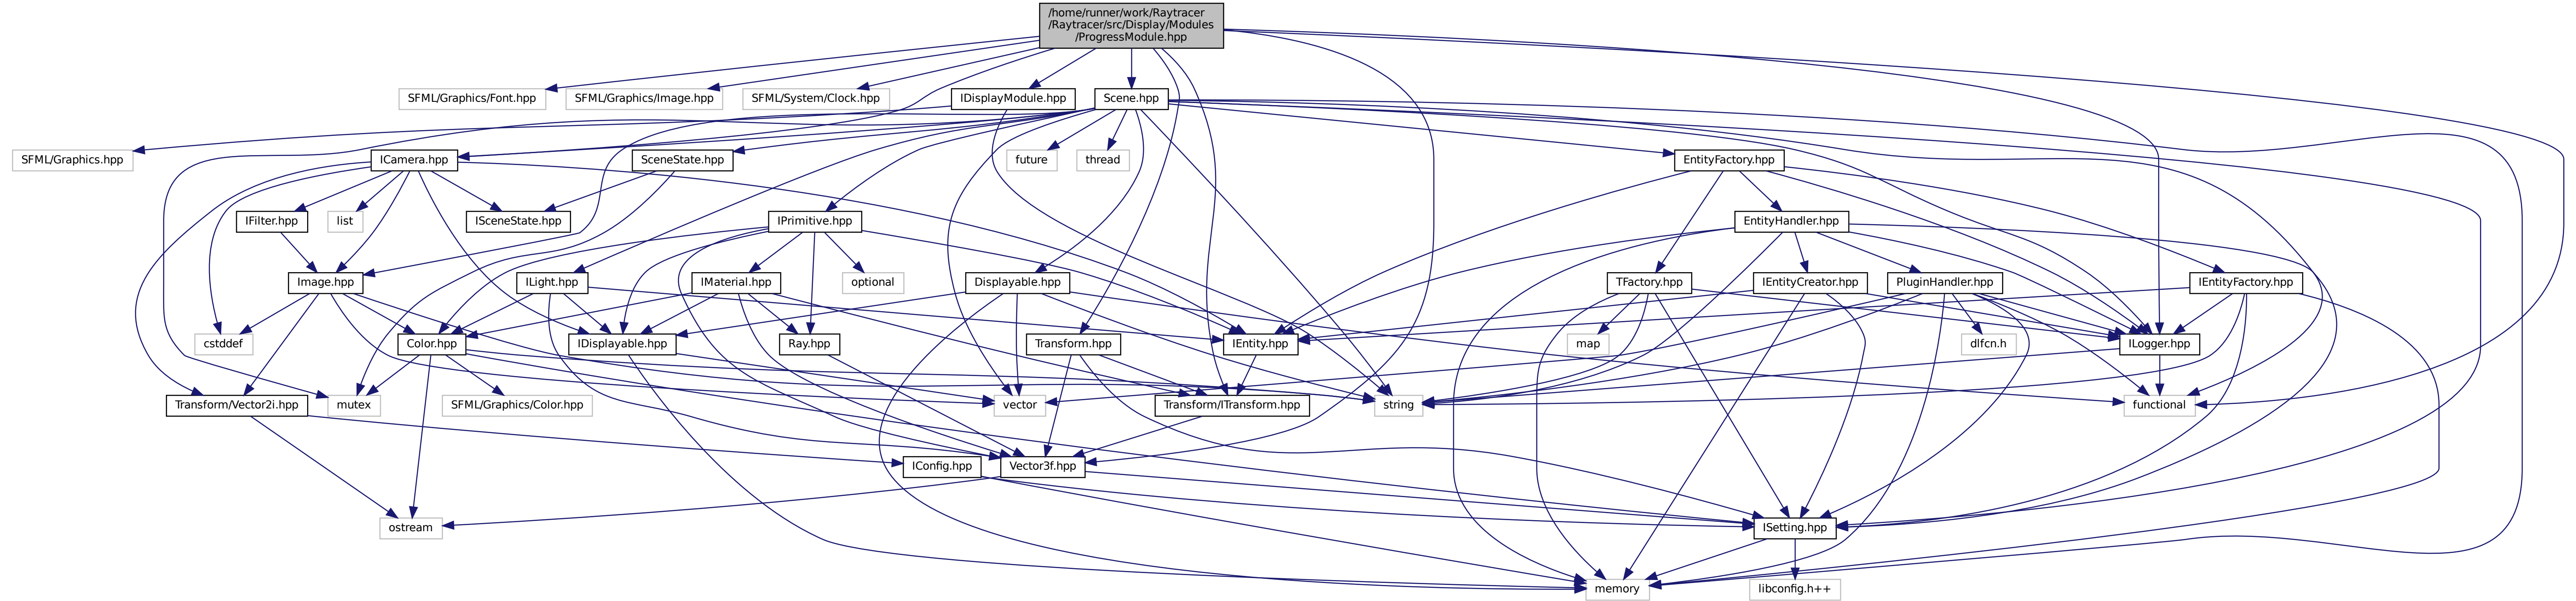 /home/runner/work/Raytracer
/Raytracer/src/Display/Modules
/ProgressModule.hpp
SFML/Graphics/Font.hpp
SFML/Graphics/Image.hpp
SFML/System/Clock.hpp
IDisplayModule.hpp
Scene.hpp
SFML/Graphics.hpp
ICamera.hpp
SceneState.hpp
future
thread
EntityFactory.hpp
IFilter.hpp
list
ISceneState.hpp
IPrimitive.hpp
EntityHandler.hpp
Image.hpp
ILight.hpp
IMaterial.hpp
optional
Displayable.hpp
TFactory.hpp
IEntityCreator.hpp
PluginHandler.hpp
IEntityFactory.hpp
cstddef
Color.hpp
IDisplayable.hpp
Ray.hpp
Transform.hpp
IEntity.hpp
map
dlfcn.h
ILogger.hpp
Transform/Vector2i.hpp
mutex
SFML/Graphics/Color.hpp
vector
Transform/ITransform.hpp
string
functional
IConfig.hpp
Vector3f.hpp
ostream
ISetting.hpp
memory
libconfig.h++